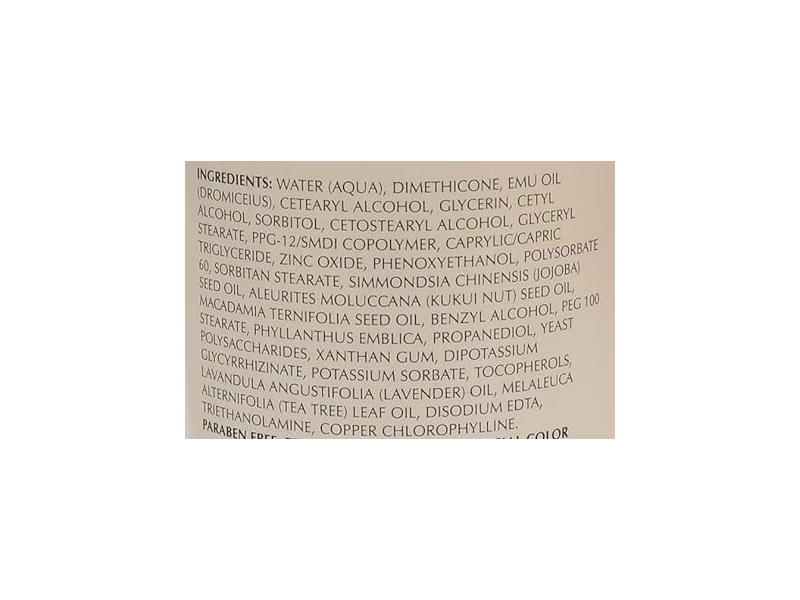 INGREDIENTS: WATER (AQUA), DIMETHICONE, EMU OIL
(DROMICEIUS), CETEARYL ALCOHOL, GLYCERIN, CETYL
ALCOHOL, SORBITOL, CETOSTEARYL ALCOHOL, GLYCERYL
STEARATE, PPG-12/SMDI COPOLYMER, CAPRYLIC/CAPRIC
TRIGLYCERIDE, ZINC OXIDE, PHENOXYETHANOL, POLYSORBATE
60, SORBITAN STEARATE, SIMMONDSIA CHINENSIS (JOJOBA)
SEED OIL, ALEURITES MOLUCCANA (KUKUI NUT) SEED OIL,
MACADAMIA TERNIFOLIA SEED OIL, BENZYL ALCOHOL, PEG 100
STEARATE, PHYLLANTHUS EMBLICA, PROPANEDIOL, YEAST
POLYSACCHARIDES, XANTHAN GUM, DIPOTASSIUM
GLYCYRRHIZINATE, POTASSIUM SORBATE, TOCOPHEROLS,
LAVANDULA ANGUSTIFOLIA (LAVENDER) OIL, MELALEUCA
ALTERNIFOLIA (TEA TREE) LEAF OIL, DISODIUM EDTA,
TRIETHANOLAMINE, COPPER CHLOROPHYLLINE.
PARABEN FREE, COLOR